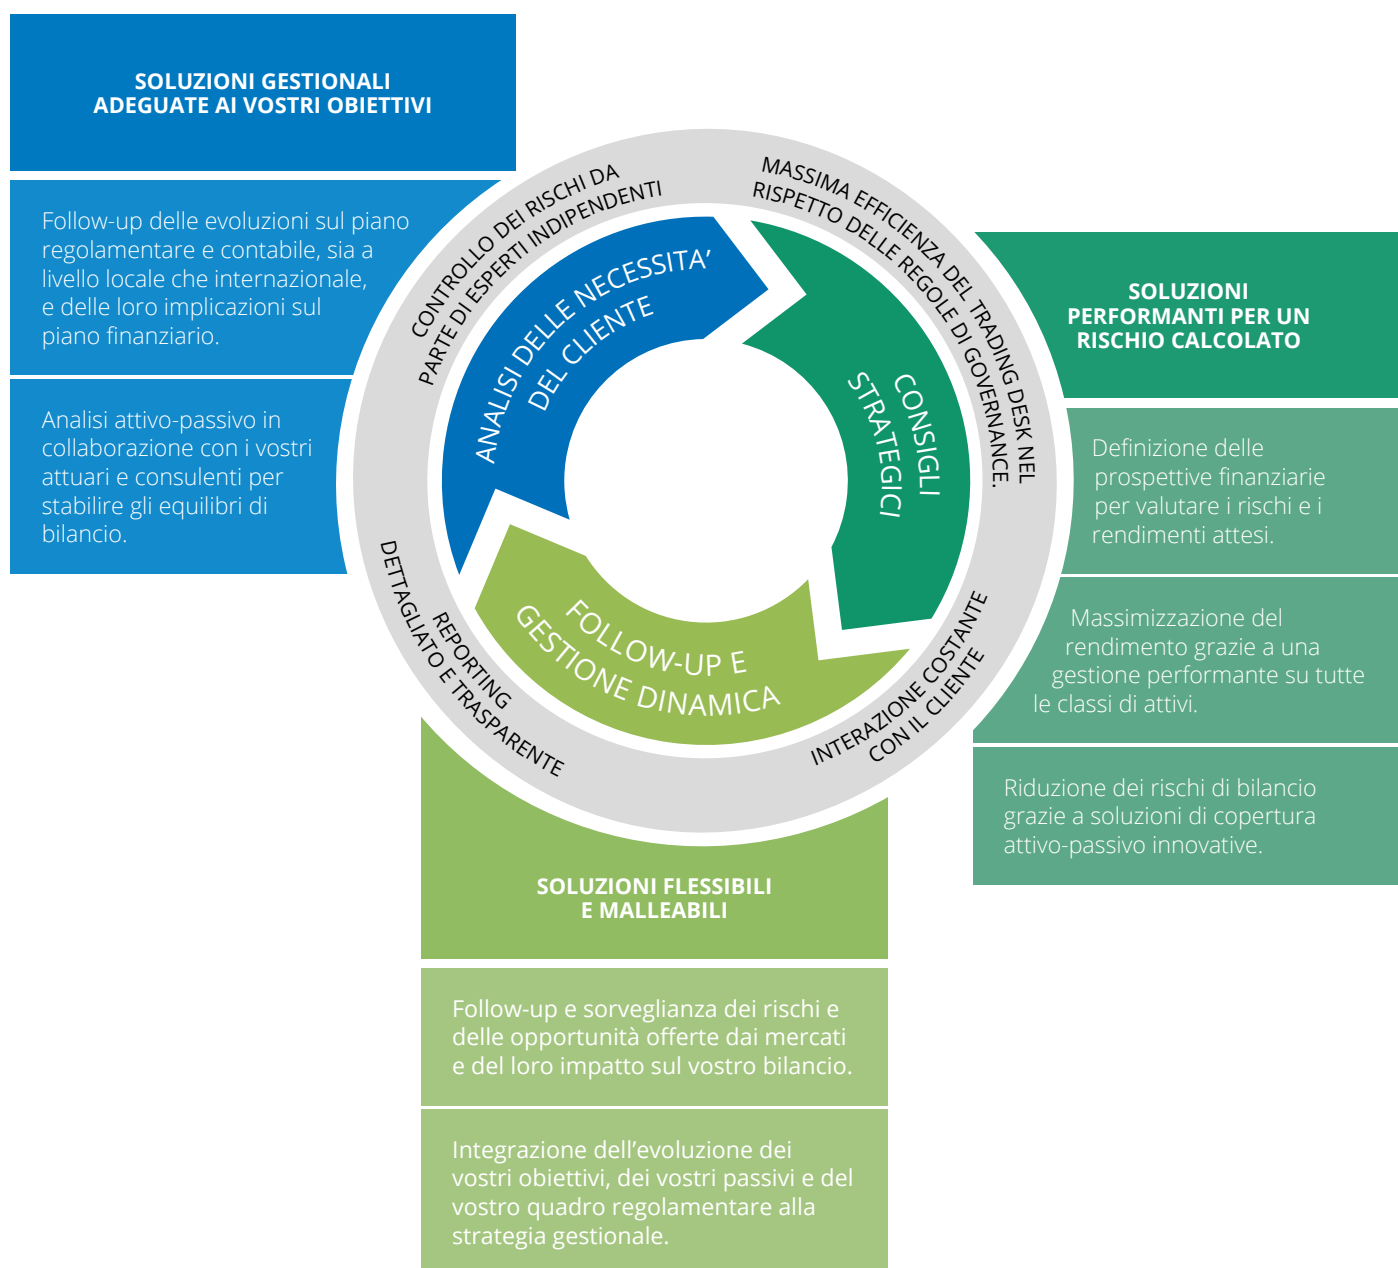 SOLUZIONI GESTIONALI
ADEGUATE AI VOSTRI OBIETTIVI
Follow-up delle evoluzioni sul piano
regolamentare e contabile, sia a
livello locale che internazionale,
e delle loro implicazioni sul
piano finanziario.
Analisi attivo-passivo in
collaborazione con i vostri
attuari e consulenti per
stabilire gli equilibri di
bilancio.
CONTROLLO DEI RISCHI DA
PARTE DI ESPERTI INDIPENDENTI
MASSIMA EFFICIENZA DEL TRADING DESK NEL
RISPETTO DELLE REGOLE DI GOVERNANCE.
ANALISI DELLE NECESSITA'
DEL CLIENTE
CONSIGLI
STRATEGICI
FOLLOW-UP E
GESTIONE DINAMICA
REPORTING
DETTAGLIATO E TRASPARENTE
INTERAZIONE COSTANTE
CON IL CLIENTE
SOLUZIONI
PERFORMANTI PER UN
RISCHIO CALCOLATO
Definizione delle
prospettive finanziarie
per valutare i rischi e i
rendimenti attesi.
Massimizzazione del
rendimento grazie a una
gestione performante su tutte
le classi di attivi.
Riduzione dei rischi di bilancio
grazie a soluzioni di copertura
attivo-passivo innovative.
SOLUZIONI FLESSIBILI
E MALLEABILI
Follow-up e sorveglianza dei rischi e
delle opportunità offerte dai mercati
e del loro impatto sul vostro bilancio.
Integrazione dell'evoluzione dei
vostri obiettivi, dei vostri passivi e del
vostro quadro regolamentare alla
strategia gestionale.